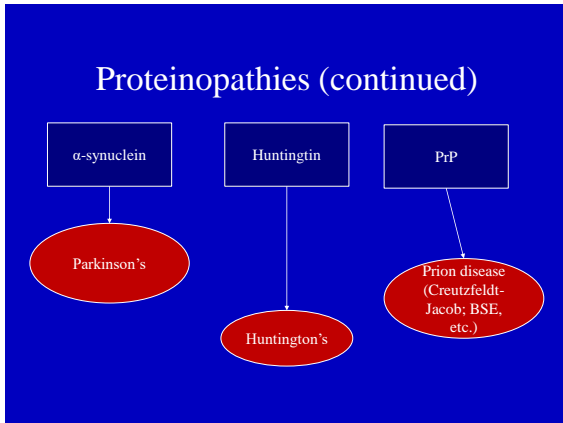 Proteinopathies (continued)
α-synuclein
Huntingtin
PrP
Parkinson’s
Huntington’s
Prion disease
(Creutzfeldt-
Jacob; BSE,
etc.)